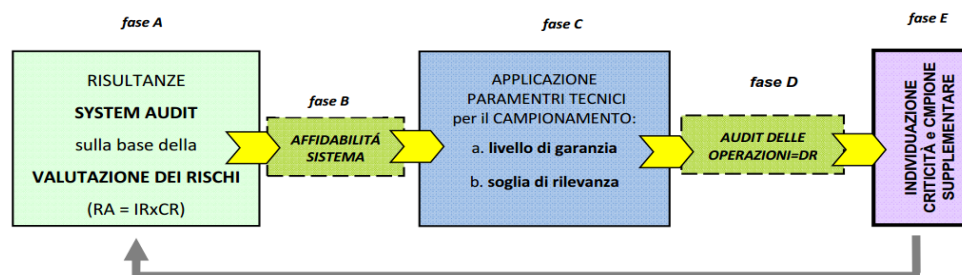 fase A
RISULTANZE
SYSTEM AUDIT
sulla base della
VALUTAZIONE DEI RISCHI
(RA = IRxCR)
fase B
AFFIDABILITÁ
SISTEMA
fase C
APPLICAZIONE
PARAMENTRI TECNICI
per il CAMPIONAMENTO:
a. livello di garanzia
b. soglia di rilevanza
fase D
AUDIT DELLE
OPERAZIONI=DR
fase E
INDIVIDUAZIONE
CRITICITÀ e CMPIONE
SUPPLEMENTARE